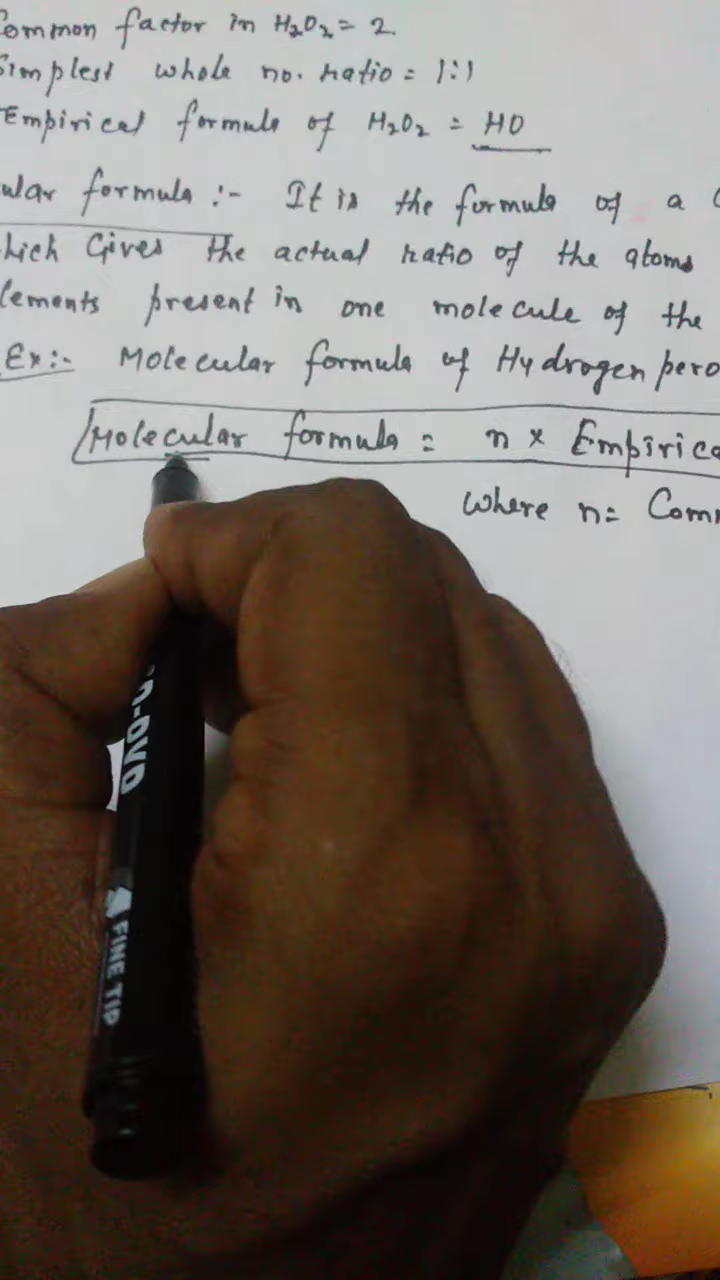 Common factor in H₂O₂ = 2
Simplest whole no. ratio = 1:1
Empirical formula of H₂O₂ = HO
ular formula :- It is the formula of a
hich Gives the actual ratio of the atoms
lements present in one molecule of the
Ex:- Molecular formula of Hydrogen pero
Molecular formula = n × Empirica
where n = Com
FINE TIP